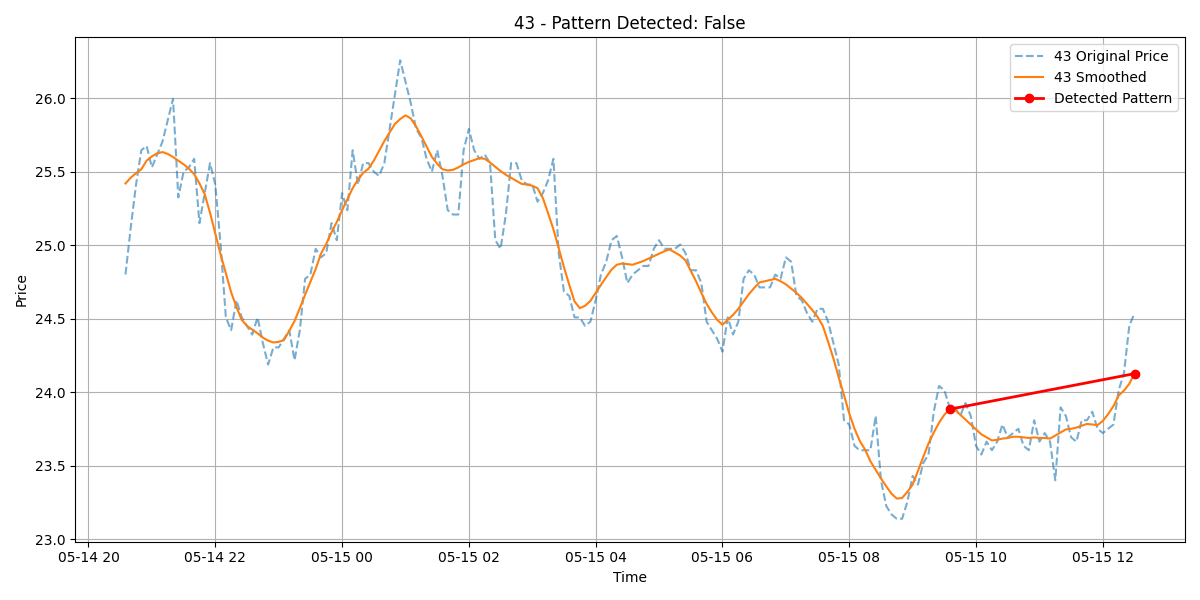 43 - Pattern Detected: False
43 Original Price
43 Smoothed
Detected Pattern
Price
26.0
25.5
25.0
24.5
24.0
23.5
23.0
05-14 20 05-14 22 05-15 00 05-15 02 05-15 04 05-15 06 05-15 08 05-15 10 05-15 12
Time